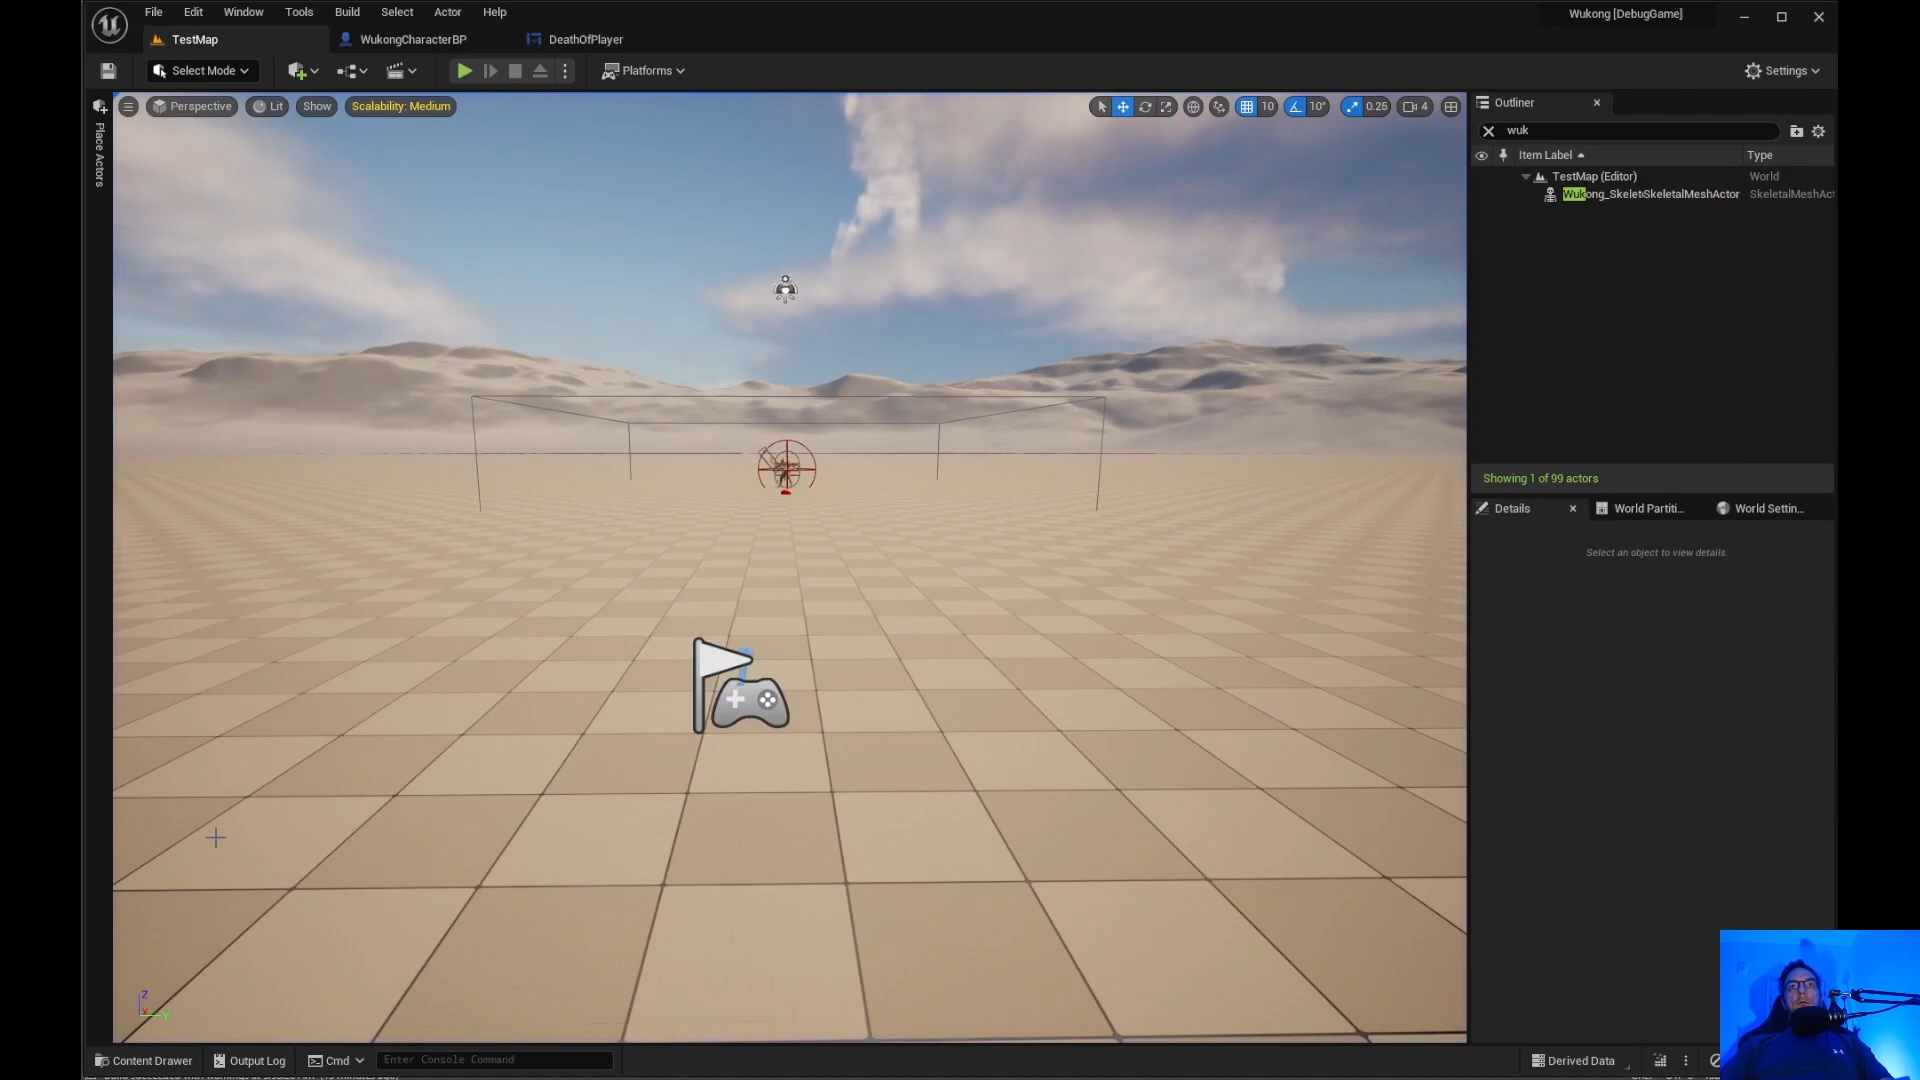 File Edit Window Tools Build Select Actor Help
Wukong [DebugGame]
TestMap
WukongCharacterBP
DeathOfPlayer
Select Mode
Platforms
Settings
Place Actors
Perspective
Lit
Show
Scalability: Medium
10
10°
0.25
4
Outliner
wuk
Item Label
Type
TestMap (Editor)
World
Wukong_SkeletSkeletalMeshActor
SkeletalMeshAct
Showing 1 of 99 actors
Details
World Partiti...
World Settin...
Select an object to view details.
Z
X
Y
Content Drawer
Output Log
Cmd
Enter Console Command
Derived Data